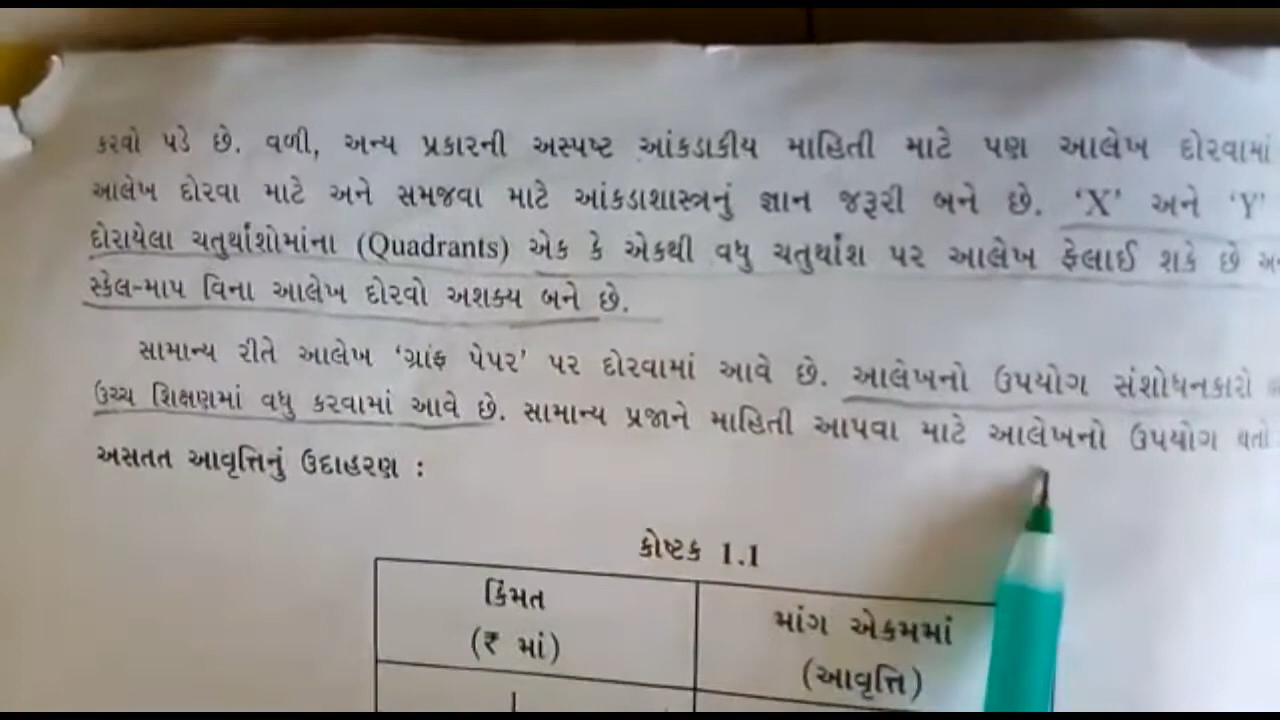 કરવો પડે છે. વળી, અન્ય પ્રકારની અસ્પષ્ટ આંકડાકીય માહિતી માટે પણ આલેખ દોરવામાં
આલેખ દોરવા માટે અને સમજવા માટે આંકડાશાસ્ત્રનું જ્ઞાન જરૂરી બને છે. ‘X’ અને ‘Y’
દોરાયેલા ચતુર્થાંશોમાંના (Quadrants) એક કે એકથી વધુ ચતુર્થાંશ પર આલેખ ફેલાઈ શકે છે
સ્કેલ-માપ વિના આલેખ દોરવો અશક્ય બને છે.
સામાન્ય રીતે આલેખ ‘ગ્રાંફ પેપર’ પર દોરવામાં આવે છે. આલેખનો ઉપયોગ સંશોધનકારો
ઉચ્ચ શિક્ષણમાં વધુ કરવામાં આવે છે. સામાન્ય પ્રજાને માહિતી આપવા માટે આલેખનો ઉપયોગ થતો
અસતત આવૃત્તિનું ઉદાહરણ :
કોષ્ટક 1.1
કિંમત
(₹ માં)
માંગ એકમમાં
(આવૃત્તિ)